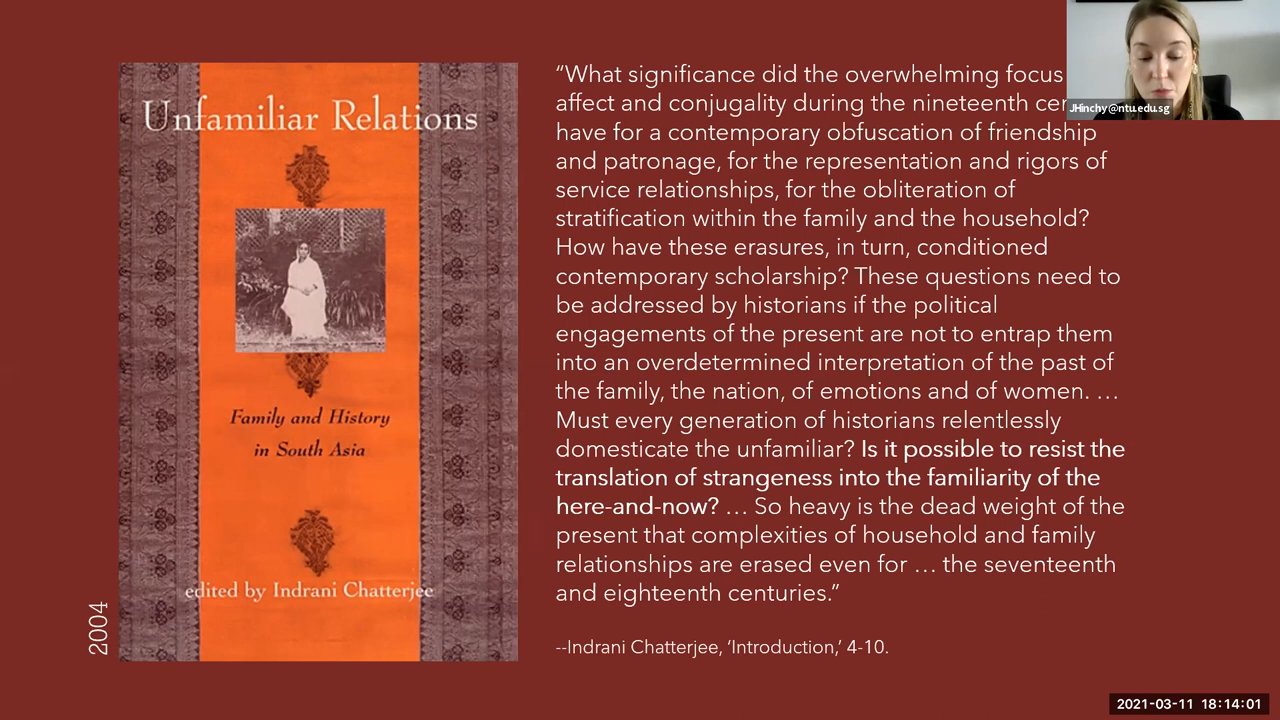 Unfamiliar Relations
Family and History
in South Asia
edited by Indrani Chatterjee
2004
“What significance did the overwhelming focus
affect and conjugality during the nineteenth
have for a contemporary obfuscation of friendship
and patronage, for the representation and rigors of
service relationships, for the obliteration of
stratification within the family and the household?
How have these erasures, in turn, conditioned
contemporary scholarship? These questions need to
be addressed by historians if the political
engagements of the present are not to entrap them
into an overdetermined interpretation of the past of
the family, the nation, of emotions and of women. …
Must every generation of historians relentlessly
domesticate the unfamiliar? Is it possible to resist the
translation of strangeness into the familiarity of the
here-and-now? … So heavy is the dead weight of the
present that complexities of household and family
relationships are erased even for … the seventeenth
and eighteenth centuries.”
--Indrani Chatterjee, ‘Introduction,’ 4-10.
JHinchy@ntu.edu.sg
2021-03-11 18:14:01